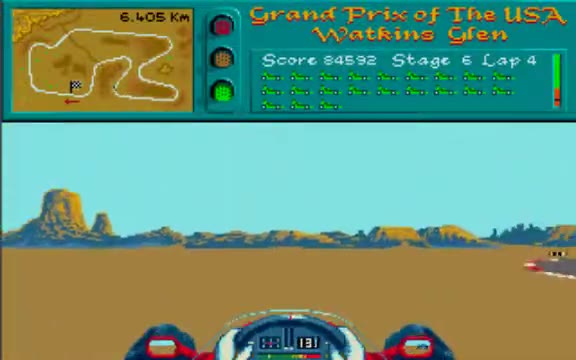 6.405 Km
Grand Prix of The USA
Watkins Glen
Score 84592 Stage 6 Lap 4
131